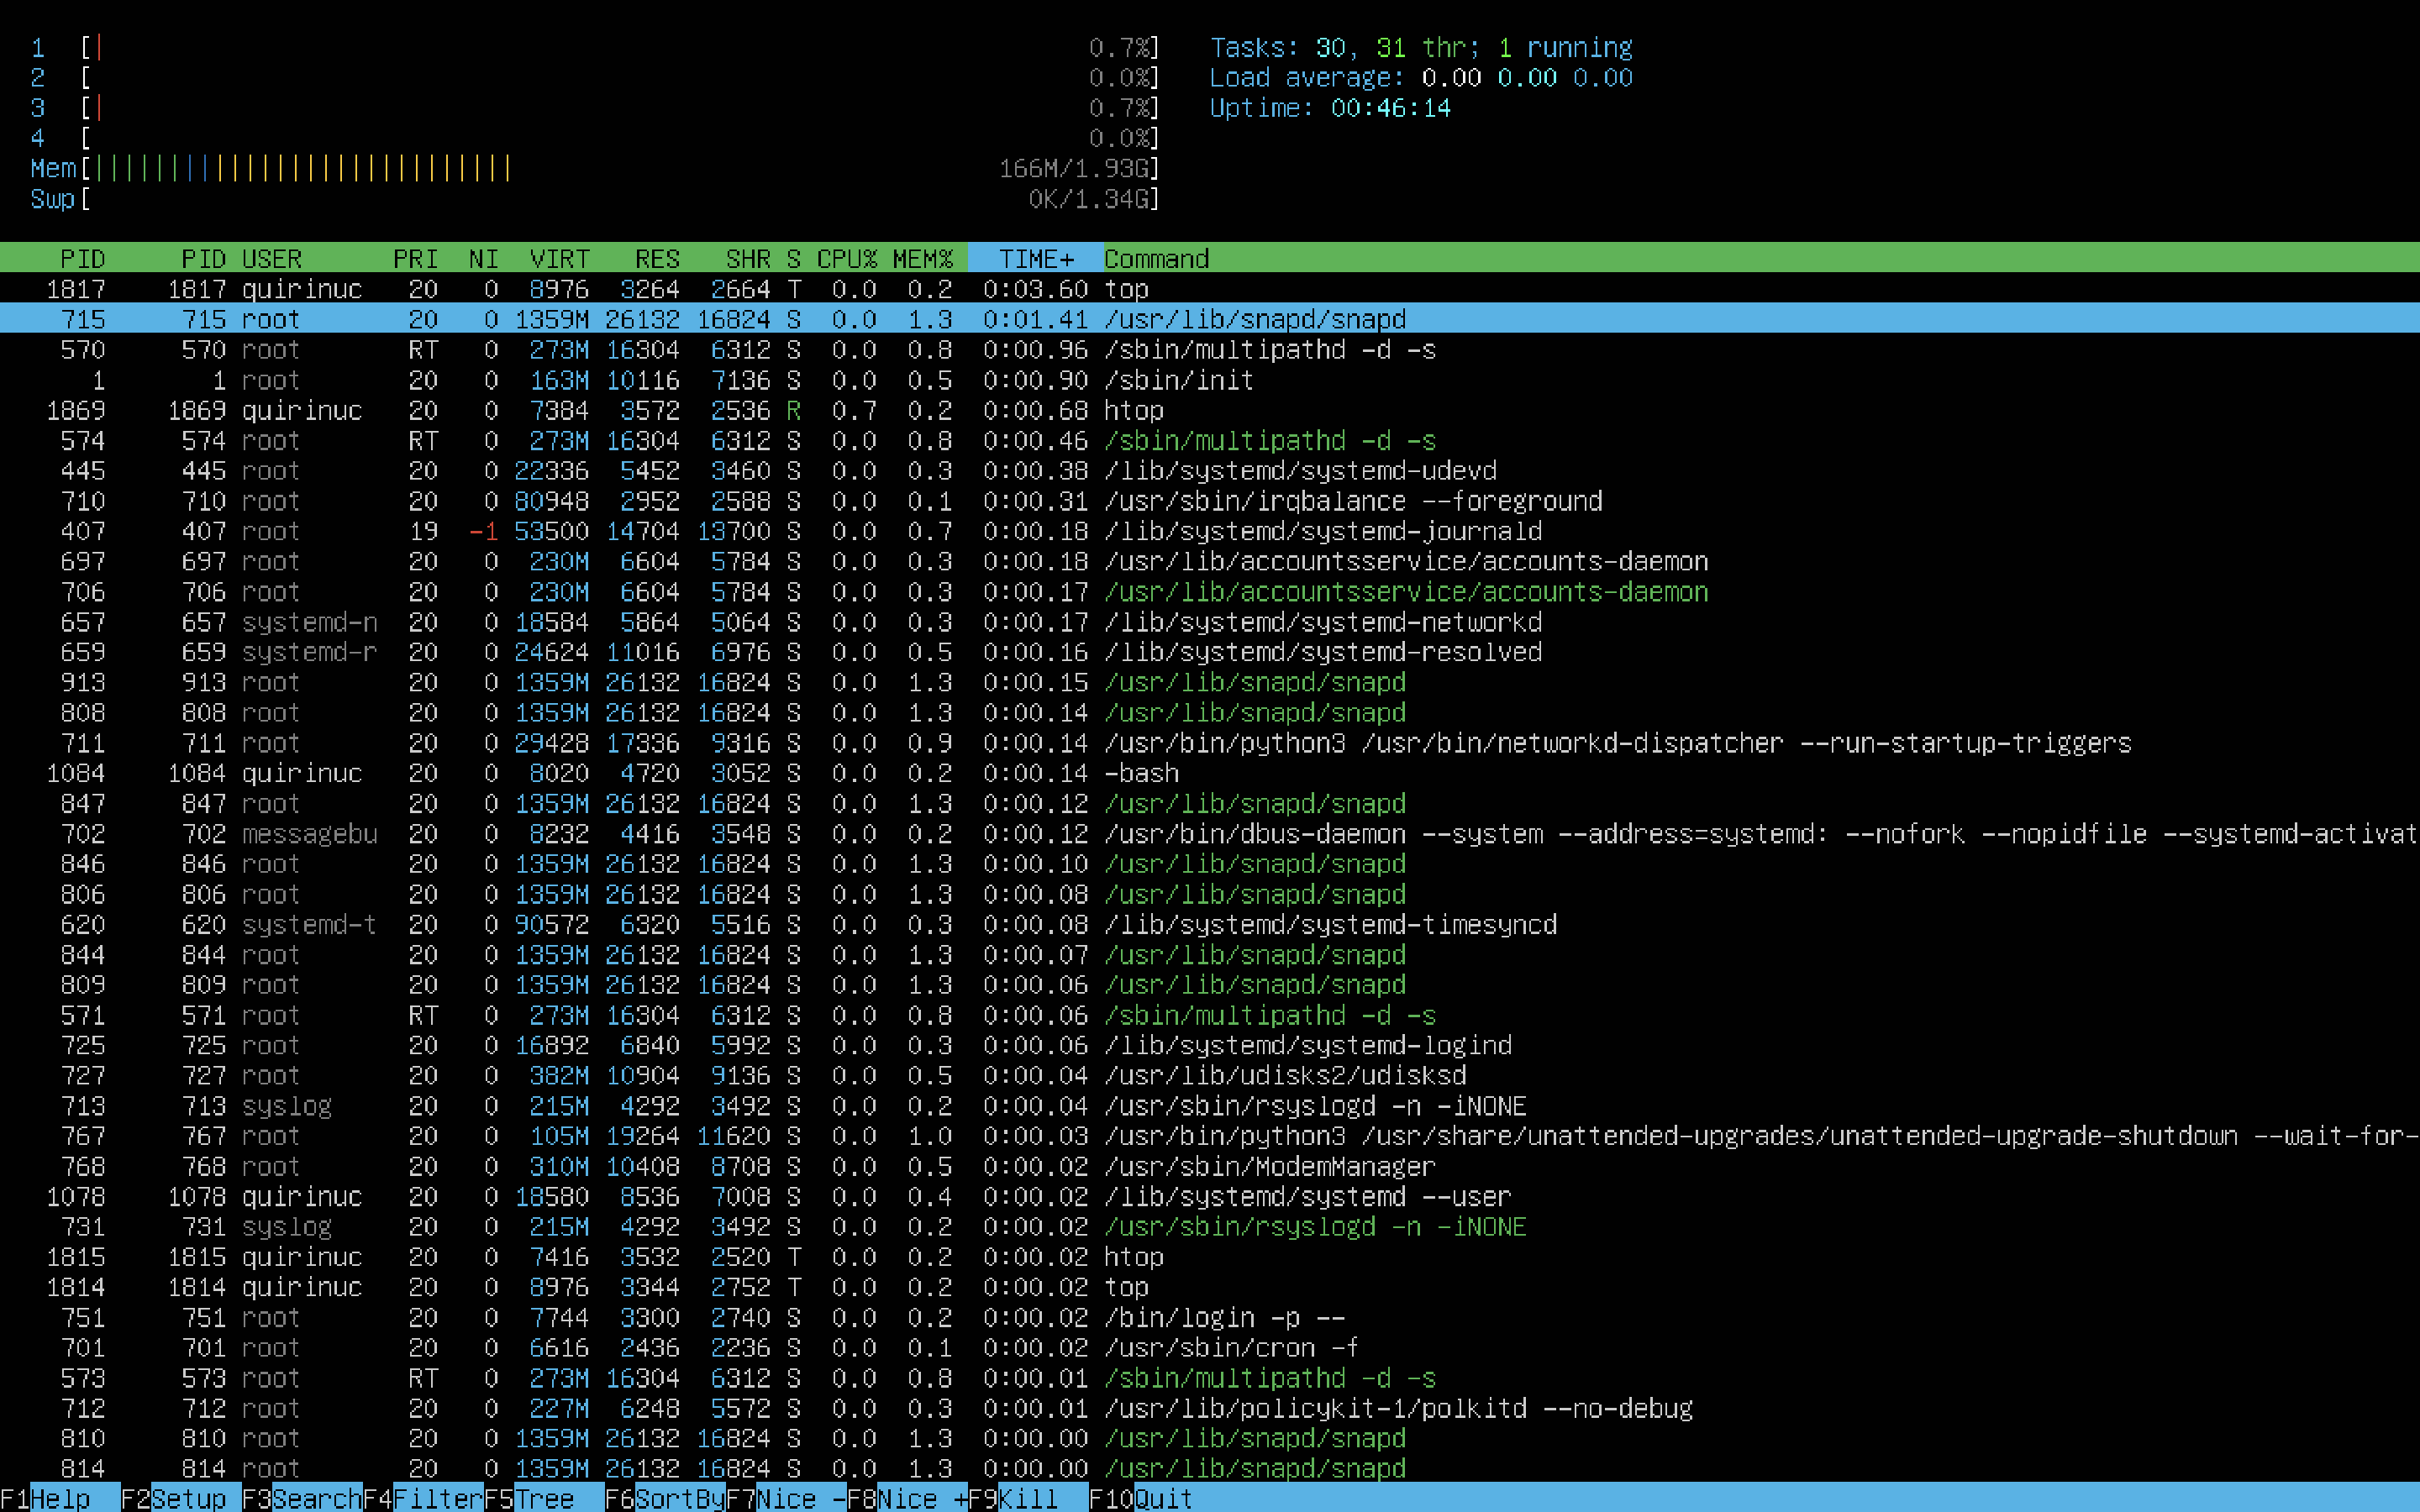 1 [| 0.7%] Tasks: 30, 31 thr; 1 running
2 [ 0.0%] Load average: 0.00 0.00 0.00
3 [| 0.7%] Uptime: 00:46:14
4 [ 0.0%]
Mem[|||||||||||||||||||||||||||| 166M/1.93G]
Swp[ 0K/1.34G]
PID PID USER PRI NI VIRT RES SHR S CPU% MEM% TIME+ Command
1817 1817 quirinuc 20 0 8976 3264 2664 T 0.0 0.2 0:03.60 top
715 715 root 20 0 1359M 26132 16824 S 0.0 1.3 0:01.41 /usr/lib/snapd/snapd
570 570 root RT 0 273M 16304 6312 S 0.0 0.8 0:00.96 /sbin/multipathd -d -s
1 1 root 20 0 163M 10116 7136 S 0.0 0.5 0:00.90 /sbin/init
1869 1869 quirinuc 20 0 7384 3572 2536 R 0.7 0.2 0:00.68 htop
574 574 root RT 0 273M 16304 6312 S 0.0 0.8 0:00.46 /sbin/multipathd -d -s
445 445 root 20 0 22336 5452 3460 S 0.0 0.3 0:00.38 /lib/systemd/systemd-udevd
710 710 root 20 0 80948 2952 2588 S 0.0 0.1 0:00.31 /usr/sbin/irqbalance --foreground
407 407 root 19 -1 53500 14704 13700 S 0.0 0.7 0:00.18 /lib/systemd/systemd-journald
697 697 root 20 0 230M 6604 5784 S 0.0 0.3 0:00.18 /usr/lib/accountsservice/accounts-daemon
706 706 root 20 0 230M 6604 5784 S 0.0 0.3 0:00.17 /usr/lib/accountsservice/accounts-daemon
657 657 systemd-n 20 0 18584 5864 5064 S 0.0 0.3 0:00.17 /lib/systemd/systemd-networkd
659 659 systemd-r 20 0 24624 11016 6976 S 0.0 0.5 0:00.16 /lib/systemd/systemd-resolved
913 913 root 20 0 1359M 26132 16824 S 0.0 1.3 0:00.15 /usr/lib/snapd/snapd
808 808 root 20 0 1359M 26132 16824 S 0.0 1.3 0:00.14 /usr/lib/snapd/snapd
711 711 root 20 0 29428 17336 9316 S 0.0 0.9 0:00.14 /usr/bin/python3 /usr/bin/networkd-dispatcher --run-startup-triggers
1084 1084 quirinuc 20 0 8020 4720 3052 S 0.0 0.2 0:00.14 -bash
847 847 root 20 0 1359M 26132 16824 S 0.0 1.3 0:00.12 /usr/lib/snapd/snapd
702 702 messagebu 20 0 8232 4416 3548 S 0.0 0.2 0:00.12 /usr/bin/dbus-daemon --system --address=systemd: --nofork --nopidfile --systemd-activat
846 846 root 20 0 1359M 26132 16824 S 0.0 1.3 0:00.10 /usr/lib/snapd/snapd
806 806 root 20 0 1359M 26132 16824 S 0.0 1.3 0:00.08 /usr/lib/snapd/snapd
620 620 systemd-t 20 0 90572 6320 5516 S 0.0 0.3 0:00.08 /lib/systemd/systemd-timesyncd
844 844 root 20 0 1359M 26132 16824 S 0.0 1.3 0:00.07 /usr/lib/snapd/snapd
809 809 root 20 0 1359M 26132 16824 S 0.0 1.3 0:00.06 /usr/lib/snapd/snapd
571 571 root RT 0 273M 16304 6312 S 0.0 0.8 0:00.06 /sbin/multipathd -d -s
725 725 root 20 0 16892 6840 5992 S 0.0 0.3 0:00.06 /lib/systemd/systemd-logind
727 727 root 20 0 382M 10904 9136 S 0.0 0.5 0:00.04 /usr/lib/udisks2/udisksd
713 713 syslog 20 0 215M 4292 3492 S 0.0 0.2 0:00.04 /usr/sbin/rsyslogd -n -iNONE
767 767 root 20 0 105M 19264 11620 S 0.0 1.0 0:00.03 /usr/bin/python3 /usr/share/unattended-upgrades/unattended-upgrade-shutdown --wait-for-
768 768 root 20 0 310M 10408 8708 S 0.0 0.5 0:00.02 /usr/sbin/ModemManager
1078 1078 quirinuc 20 0 18580 8536 7008 S 0.0 0.4 0:00.02 /lib/systemd/systemd --user
731 731 syslog 20 0 215M 4292 3492 S 0.0 0.2 0:00.02 /usr/sbin/rsyslogd -n -iNONE
1815 1815 quirinuc 20 0 7416 3532 2520 T 0.0 0.2 0:00.02 htop
1814 1814 quirinuc 20 0 8976 3344 2752 T 0.0 0.2 0:00.02 top
751 751 root 20 0 7744 3300 2740 S 0.0 0.2 0:00.02 /bin/login -p --
701 701 root 20 0 6616 2436 2236 S 0.0 0.1 0:00.02 /usr/sbin/cron -f
573 573 root RT 0 273M 16304 6312 S 0.0 0.8 0:00.01 /sbin/multipathd -d -s
712 712 root 20 0 227M 6248 5572 S 0.0 0.3 0:00.01 /usr/lib/policykit-1/polkitd --no-debug
810 810 root 20 0 1359M 26132 16824 S 0.0 1.3 0:00.00 /usr/lib/snapd/snapd
814 814 root 20 0 1359M 26132 16824 S 0.0 1.3 0:00.00 /usr/lib/snapd/snapd
F1Help F2Setup F3SearchF4FilterF5Tree F6SortByF7Nice -F8Nice +F9Kill F10Quit